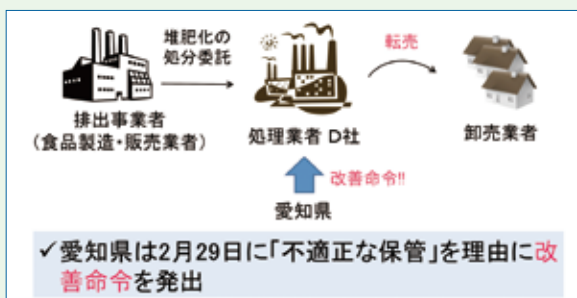 堆肥化の
処分委託
転売
排出事業者
(食品製造・販売業者)
処理業者 D社
卸売業者
改善命令!!
愛知県
✓愛知県は2月29日に「不適正な保管」を理由に改
善命令を発出